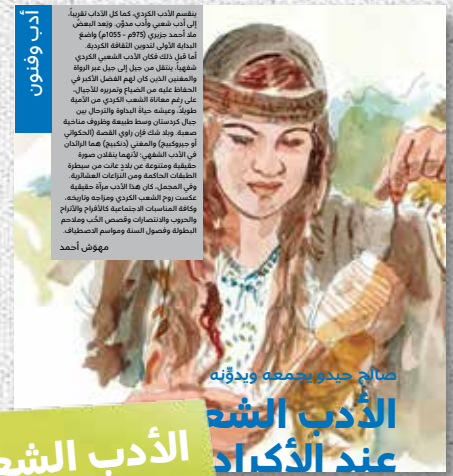 أدب وفنون
ينقسم الأدب الكردي، كما كل الآداب تقريباً،
إلى أدب شعبي وأدب مدوّن. ويُعد البعض
ملا أحمد جزيري (975م - 1055م) واضع
البداية الأولى لتدوين الثقافة الكردية.
أما قبل ذلك فكان الأدب الشعبي الكردي
شفهياً، ينتقل من جيل إلى جيل عبر الرواة
والمغنين الذين كان لهم الفضل الأكبر في
الحفاظ عليه من الضياع وتمريره للأجيال،
على رغم معاناة الشعب الكردي من الأمية
طويلاً، وعيشه حياة البداوة والترحال بين
جبال كردستان وسط طبيعة وظروف مناخية
صعبة. وبلا شك فإن راوي القصة (الحكواتي
أو جيروكبيج) والمغني (دنكبيج) هما الرائدان
في الأدب الشفهي؛ لأنهما ينقلان صورة
حقيقية ومتنوعة عن بلادٍ عانت من سيطرة
الطبقات الحاكمة ومن النزاعات العشائرية.
وفي المجمل، كان هذا الأدب مرآة حقيقية
عكست روح الشعب الكردي ومزاجه وتاريخه،
وكافة المناسبات الاجتماعية كالأفراح والأتراح
والحروب والانتصارات وقصص الحُب وملاحم
البطولة وفصول السنة ومواسم الاصطياف.
مهوَش أحمد
صالح حيدو يجمعه ويدوِّنه
الأدب الشع
عند الأكراد
الأدب الشع